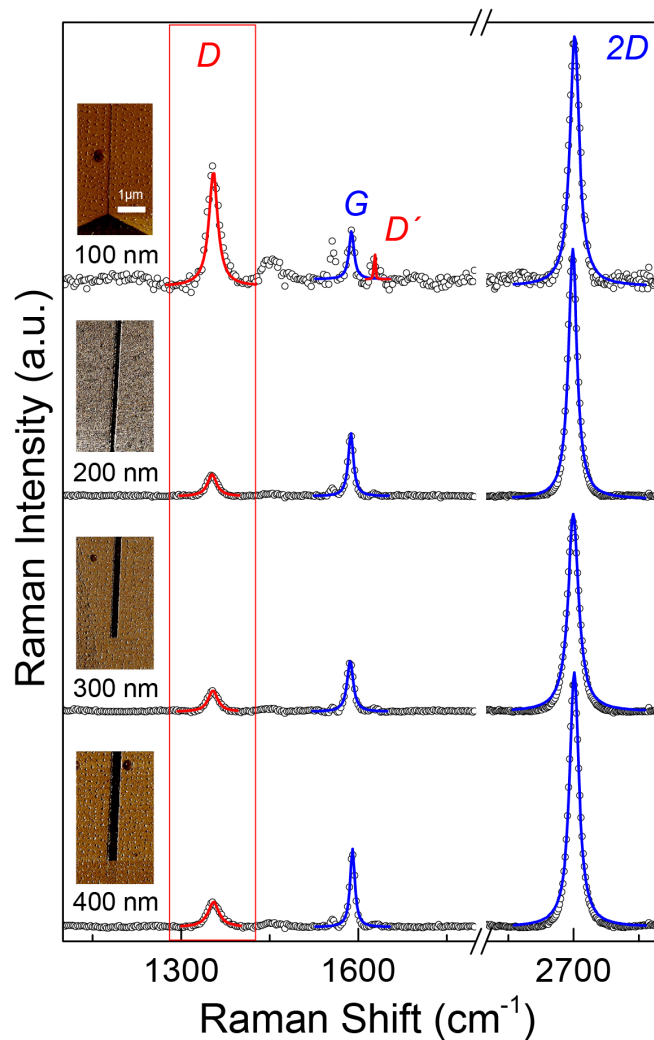 D
2D
1μm
G
D´
100 nm
200 nm
300 nm
400 nm
Raman Intensity (a.u.)
1300
1600
2700
Raman Shift (cm⁻¹)